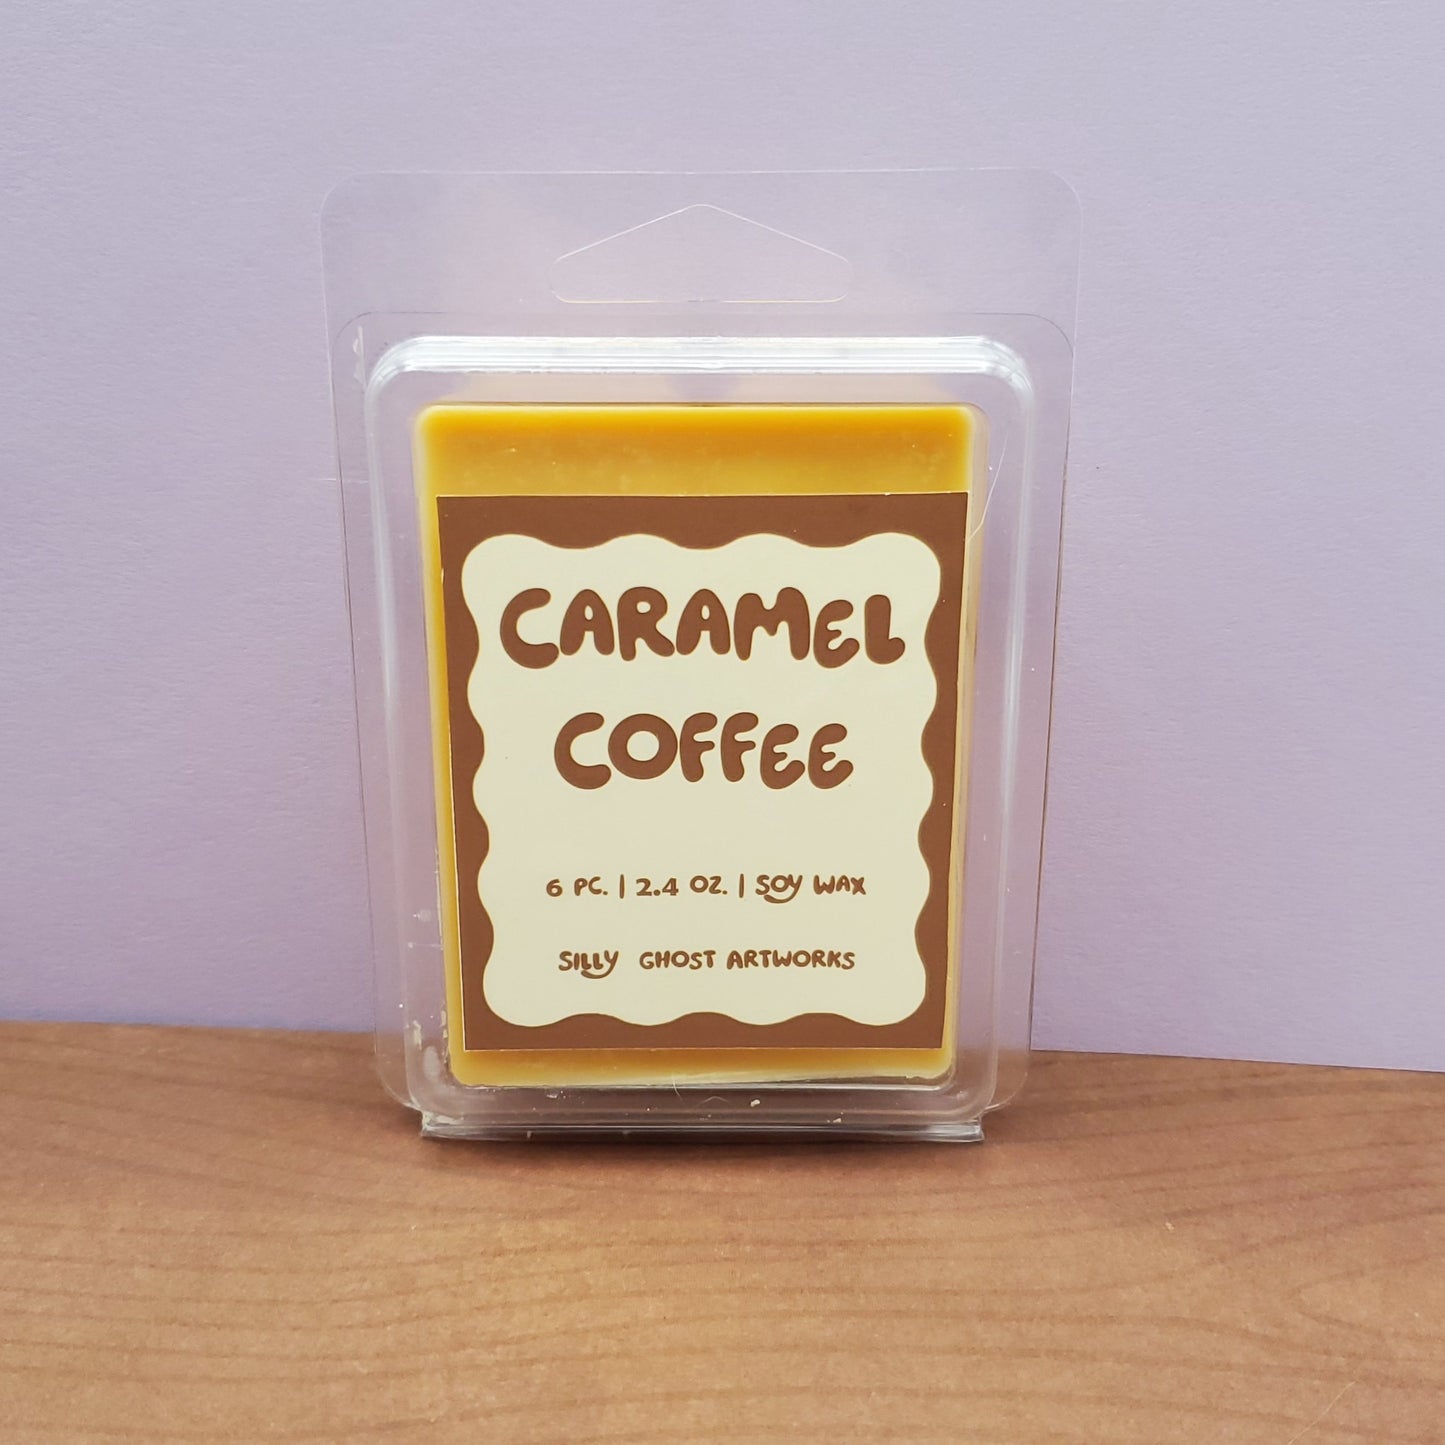 CARAMEL
COFFEE
6 PC. | 2.4 OZ. | SOY WAX
SILLY GHOST ARTWORKS